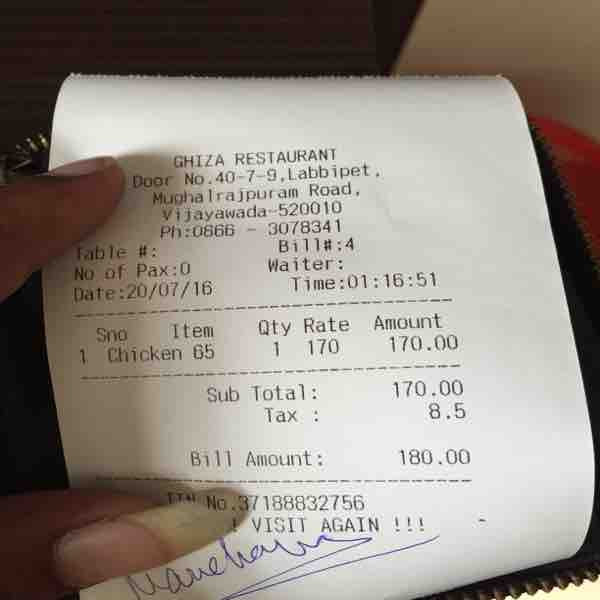 GHIZA RESTAURANT
Door No.40-7-9,Labbipet,
Mughalrajpuram Road,
Vijayawada-520010
Ph:0866 - 3078341
Table #: Bill#:4
No of Pax:0 Waiter:
Date:20/07/16 Time:01:16:51
Sno Item Qty Rate Amount
1 Chicken 65 1 170 170.00
Sub Total: 170.00
Tax : 8.5
Bill Amount: 180.00
TIN No.37188832756
! VISIT AGAIN !!!